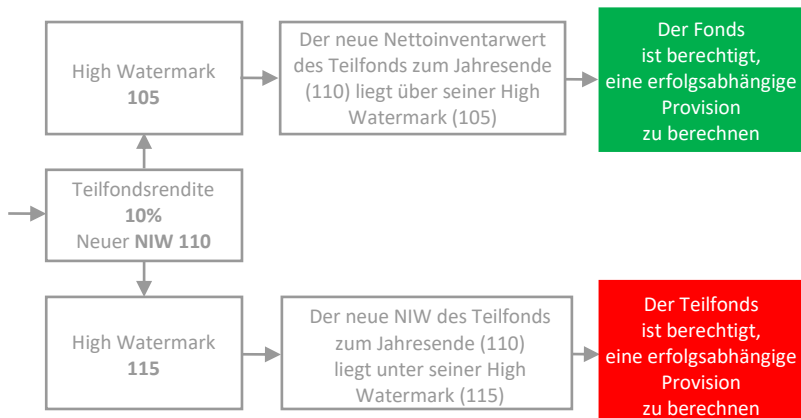 High Watermark
105
Der neue Nettoinventarwert
des Teilfonds zum Jahresende
(110) liegt über seiner High
Watermark (105)
Der Fonds
ist berechtigt,
eine erfolgsabhängige
Provision
zu berechnen
Teilfondsrendite
10%
Neuer NIW 110
High Watermark
115
Der neue NIW des Teilfonds
zum Jahresende (110)
liegt unter seiner High
Watermark (115)
Der Teilfonds
ist berechtigt,
eine erfolgsabhängige
Provision
zu berechnen